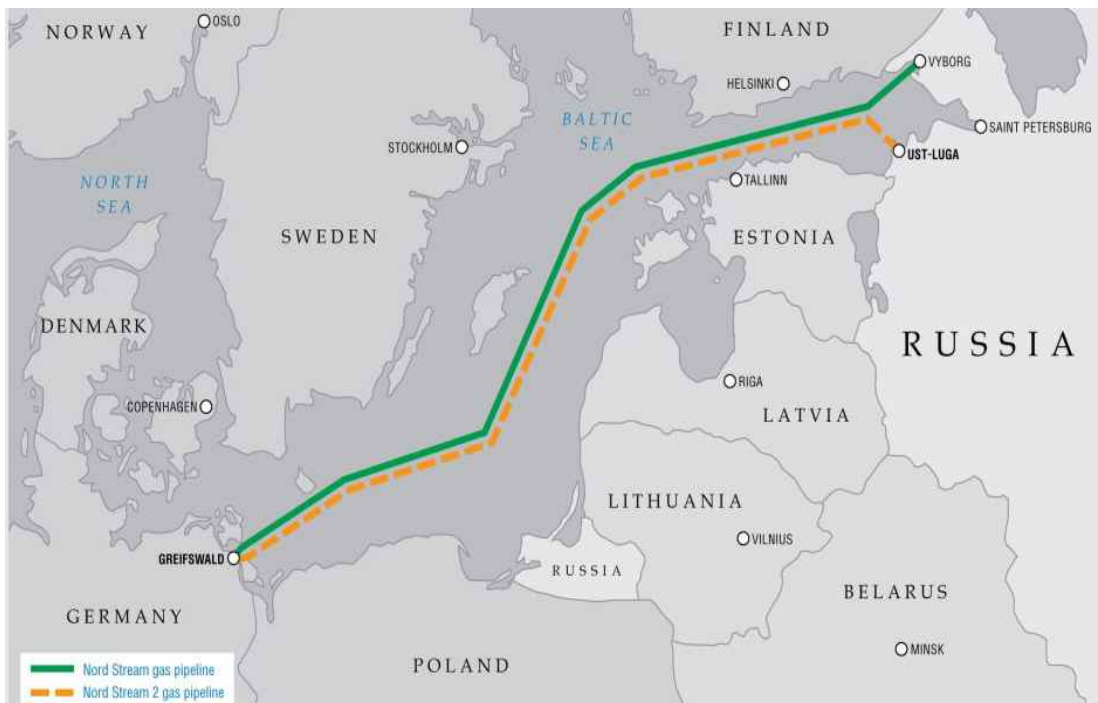 NORWAY
OSLO
FINLAND
VYBORG
HELSINKI
BALTIC
SEA
SAINT PETERSBURG
STOCKHOLM
UST-LUGA
NORTH
SEA
TALLINN
SWEDEN
ESTONIA
DENMARK
RUSSIA
RIGA
COPENHAGEN
LATVIA
LITHUANIA
VILNIUS
GREIFSWALD
RUSSIA
BELARUS
GERMANY
MINSK
POLAND
Nord Stream gas pipeline
Nord Stream 2 gas pipeline